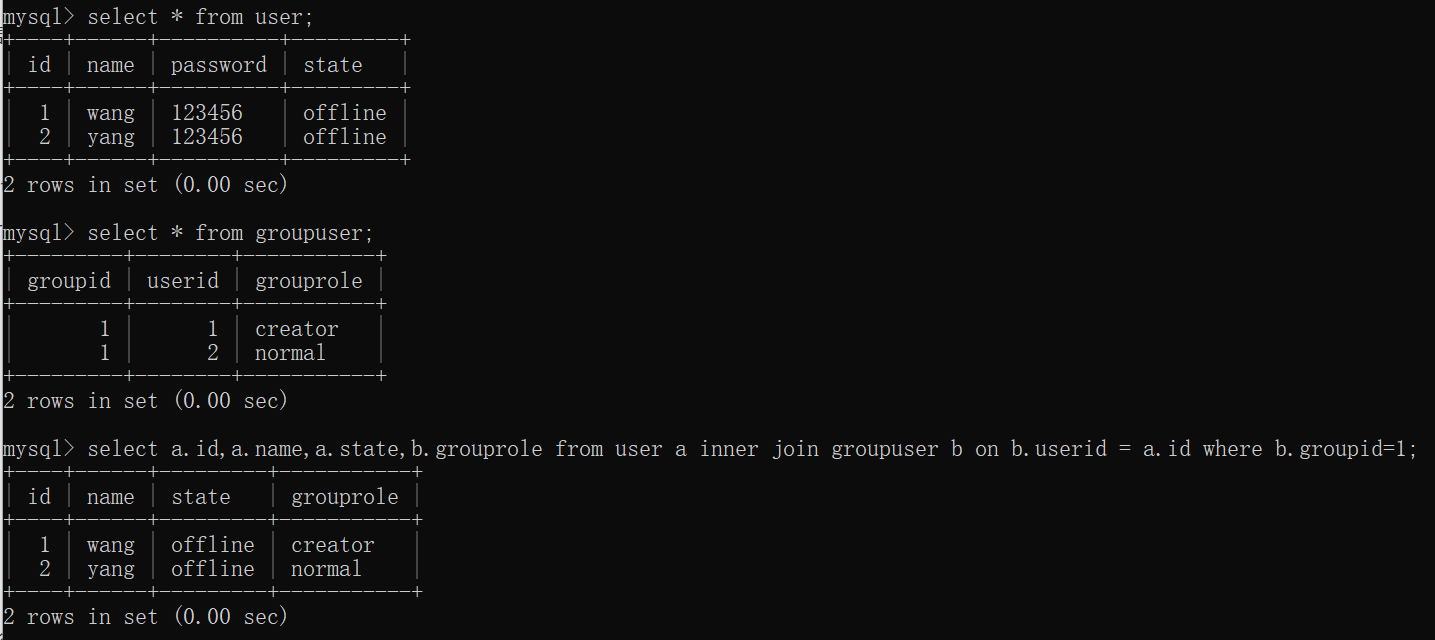 mysql> select * from user;
+----+------+----------+---------+
| id | name | password | state   |
+----+------+----------+---------+
|  1 | wang | 123456   | offline |
|  2 | yang | 123456   | offline |
+----+------+----------+---------+
2 rows in set (0.00 sec)
mysql> select * from groupuser;
+---------+--------+-----------+
| groupid | userid | grouprole |
+---------+--------+-----------+
|       1 |      1 | creator   |
|       1 |      2 | normal    |
+---------+--------+-----------+
2 rows in set (0.00 sec)
mysql> select a.id,a.name,a.state,b.grouprole from user a inner join groupuser b on b.userid = a.id where b.groupid=1;
+----+------+---------+-----------+
| id | name | state   | grouprole |
+----+------+---------+-----------+
|  1 | wang | offline | creator   |
|  2 | yang | offline | normal    |
+----+------+---------+-----------+
2 rows in set (0.00 sec)